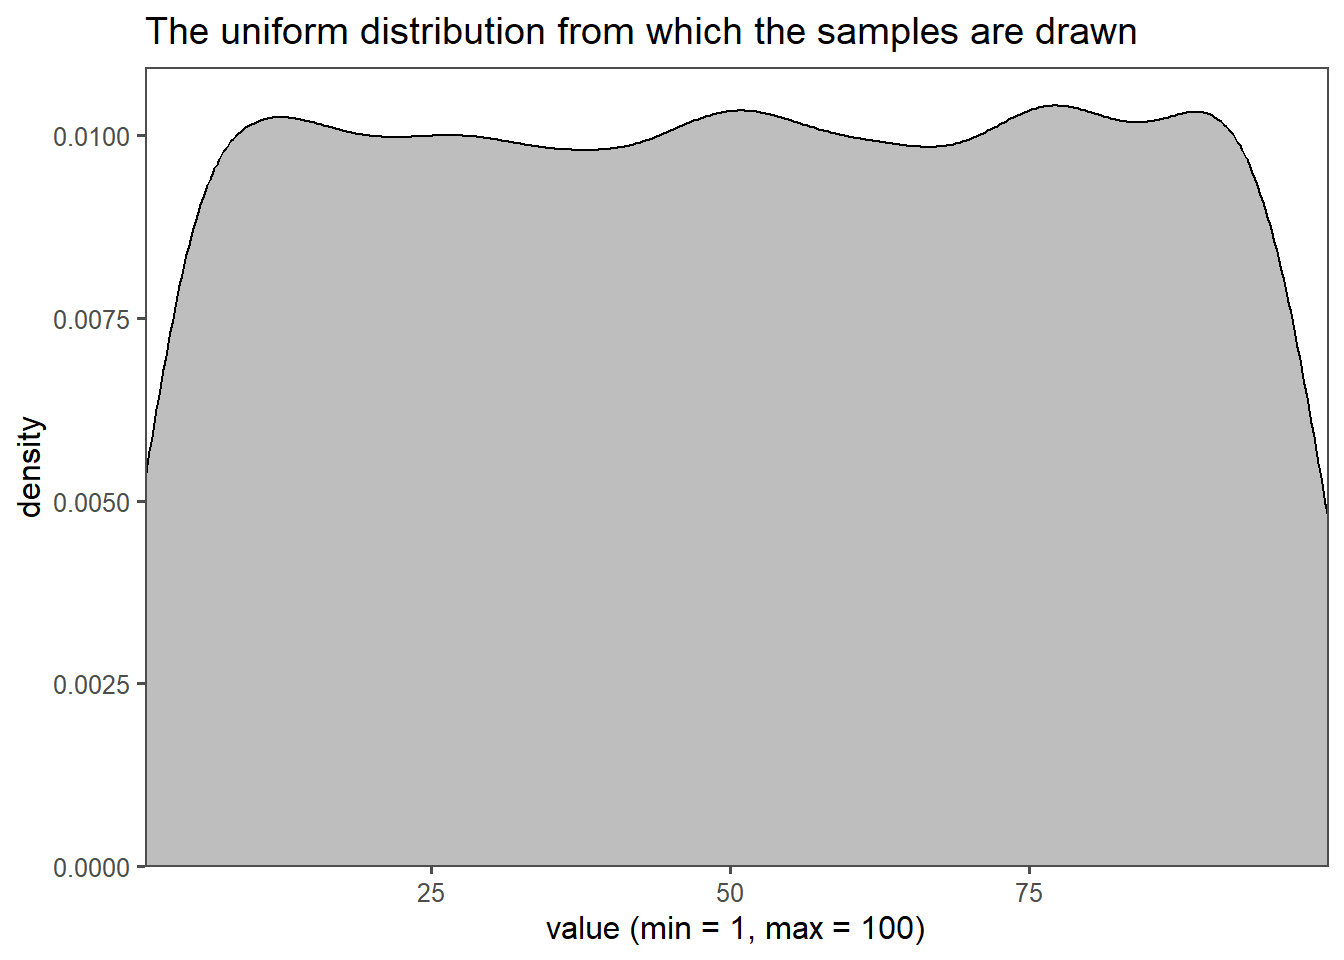 The uniform distribution from which the samples are drawn
0.0100
0.0075
0.0050
0.0025
0.0000
density
25 50 75
value (min = 1, max = 100)